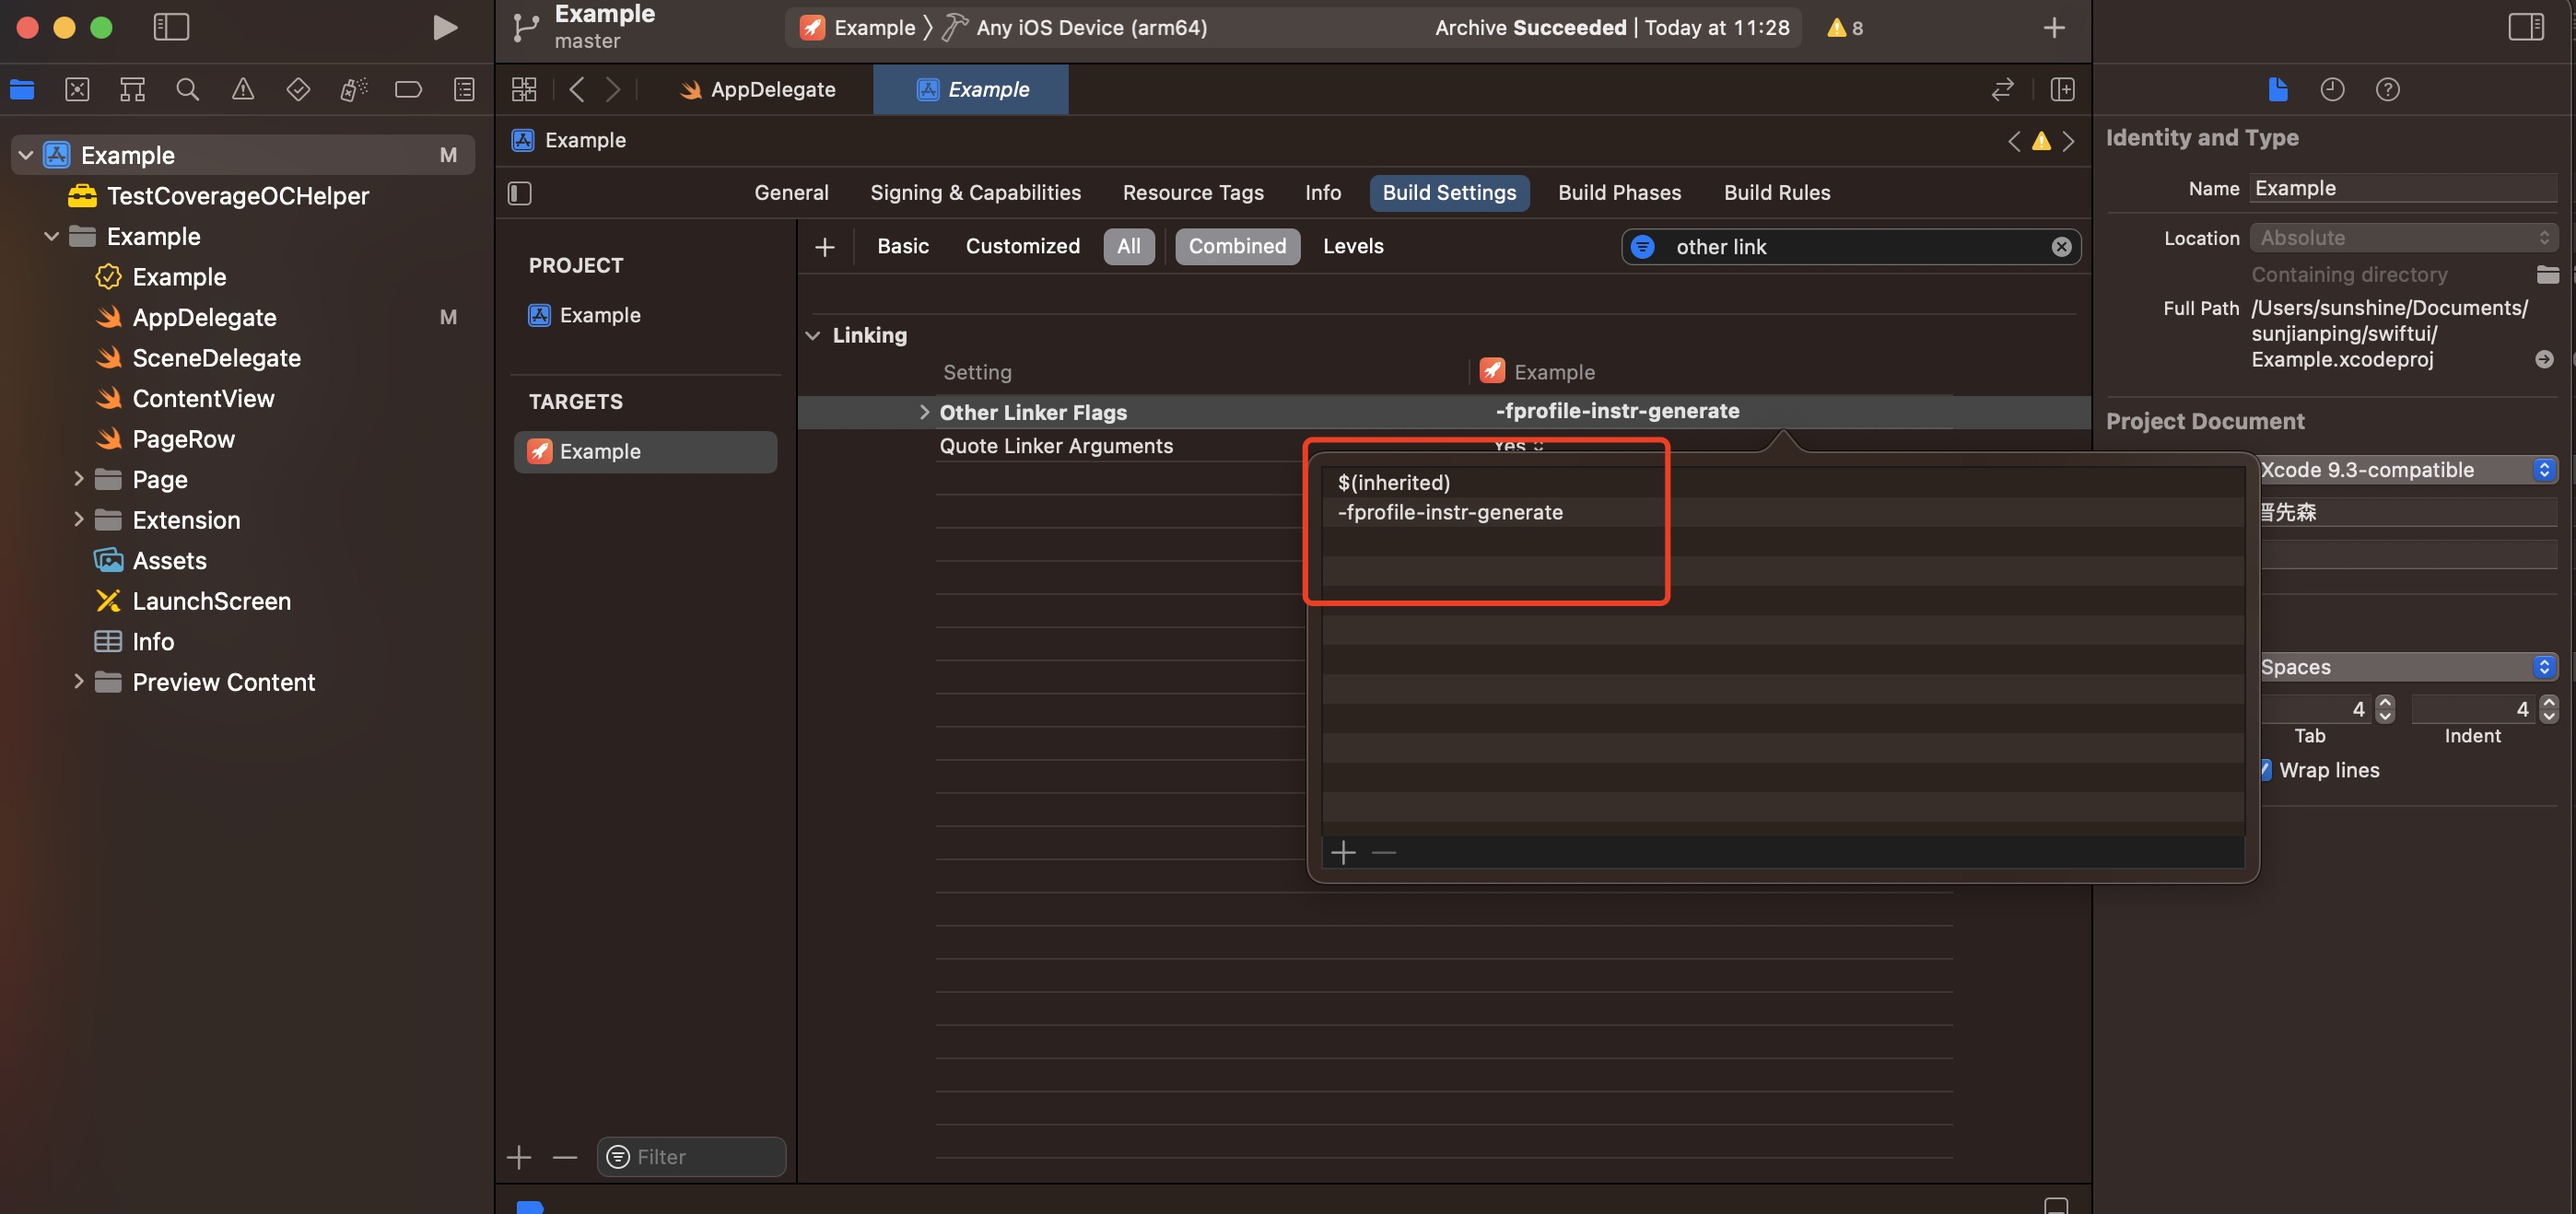 Example
master
Example
Any iOS Device (arm64)
Archive Succeeded | Today at 11:28
8
AppDelegate
Example
Example
M
TestCoverageOCHelper
Example
Example
AppDelegate
M
SceneDelegate
ContentView
PageRow
Page
Extension
Assets
LaunchScreen
Info
Preview Content
Example
General
Signing & Capabilities
Resource Tags
Info
Build Settings
Build Phases
Build Rules
PROJECT
Example
TARGETS
Example
Filter
Basic
Customized
All
Combined
Levels
other link
Linking
Setting
Example
Other Linker Flags
-fprofile-instr-generate
Quote Linker Arguments
Yes
$(inherited)
-fprofile-instr-generate
Identity and Type
Name
Example
Location
Absolute
Containing directory
Full Path
/Users/sunshine/Documents/
sunjianping/swiftui/
Example.xcodeproj
Project Document
Xcode 9.3-compatible
晋先森
Spaces
4
4
Tab
Indent
Wrap lines